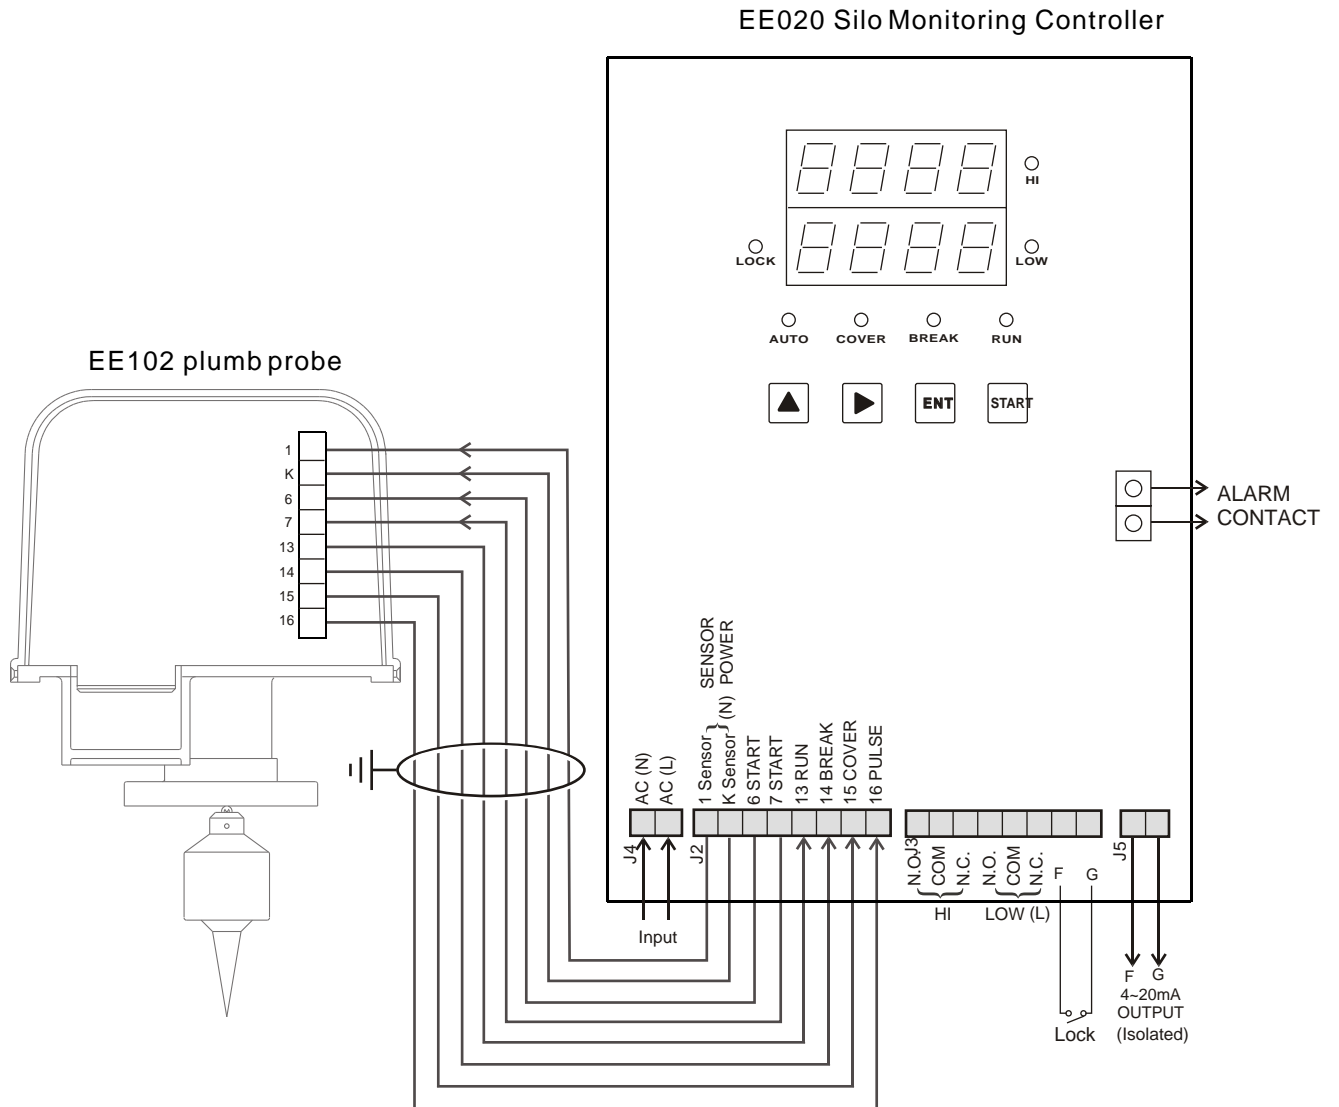 EE020 Silo Monitoring Controller
HI
LOCK
LOW
AUTO COVER BREAK RUN
ENT START
EE102 plumb probe
1
K
6
7
13
14
15
16
ALARM
CONTACT
AC (N)
AC (L)
1 Sensor
K Sensor
(N)
SENSOR
POWER
6 START
7 START
13 RUN
14 BREAK
15 COVER
16 PULSE
J4
J2
J3
J5
N.O.
COM
N.C.
N.O.
COM
N.C.
F G
HI
LOW (L)
Input
Lock
F G
4~20mA
OUTPUT
(Isolated)